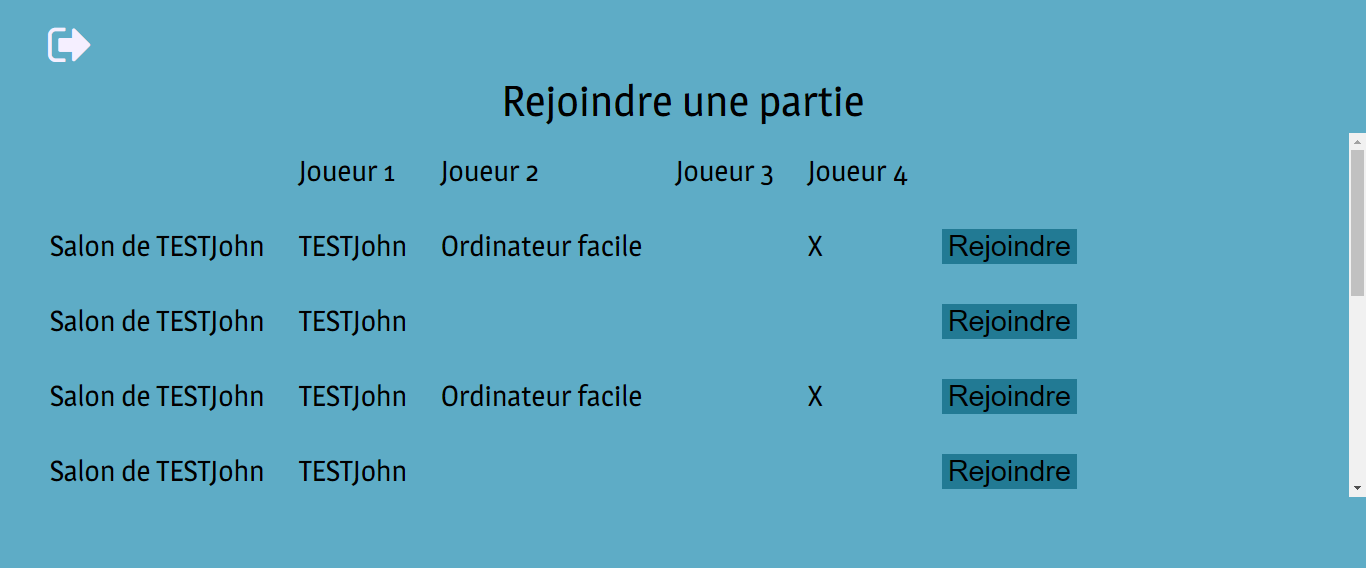 Rejoindre une partie
Joueur 1 Joueur 2 Joueur 3 Joueur 4
Salon de TESTJohn TESTJohn Ordinateur facile X Rejoindre
Salon de TESTJohn TESTJohn Rejoindre
Salon de TESTJohn TESTJohn Ordinateur facile X Rejoindre
Salon de TESTJohn TESTJohn Rejoindre